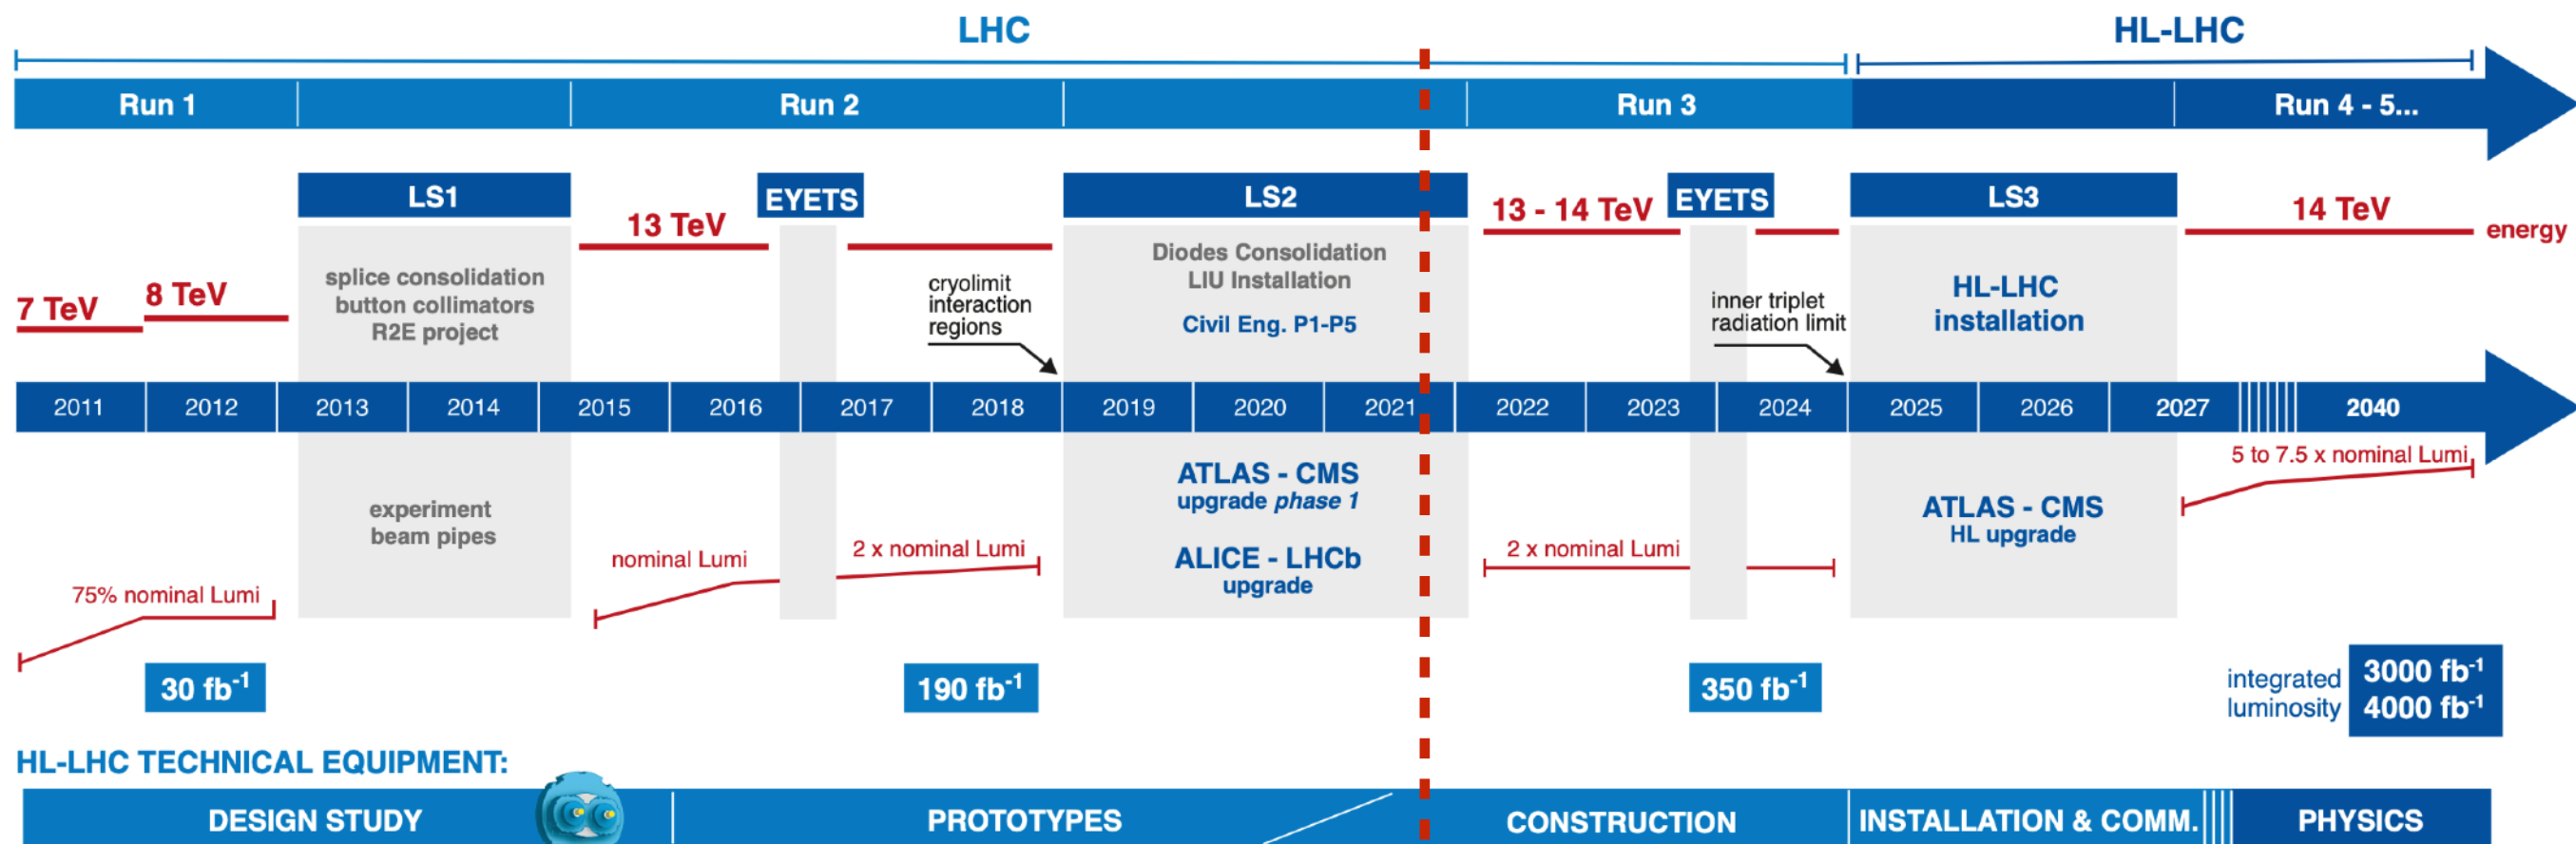 LHC
HL-LHC
Run 1
Run 2
Run 3
Run 4 - 5...
LS1
EYETS
LS2
EYETS
LS3
13 TeV
13 - 14 TeV
14 TeV
energy
7 TeV
8 TeV
splice consolidation
button collimators
R2E project
cryolimit
interaction
regions
Diodes Consolidation
LIU Installation
Civil Eng. P1-P5
inner triplet
radiation limit
HL-LHC
installation
2011
2012
2013
2014
2015
2016
2017
2018
2019
2020
2021
2022
2023
2024
2025
2026
2027
2040
5 to 7.5 x nominal Lumi
experiment
beam pipes
ATLAS - CMS
upgrade phase 1
ALICE - LHCb
upgrade
ATLAS - CMS
HL upgrade
75% nominal Lumi
nominal Lumi
2 x nominal Lumi
2 x nominal Lumi
30 fb⁻¹
190 fb⁻¹
350 fb⁻¹
integrated
luminosity
3000 fb⁻¹
4000 fb⁻¹
HL-LHC TECHNICAL EQUIPMENT:
DESIGN STUDY
PROTOTYPES
CONSTRUCTION
INSTALLATION & COMM.
PHYSICS